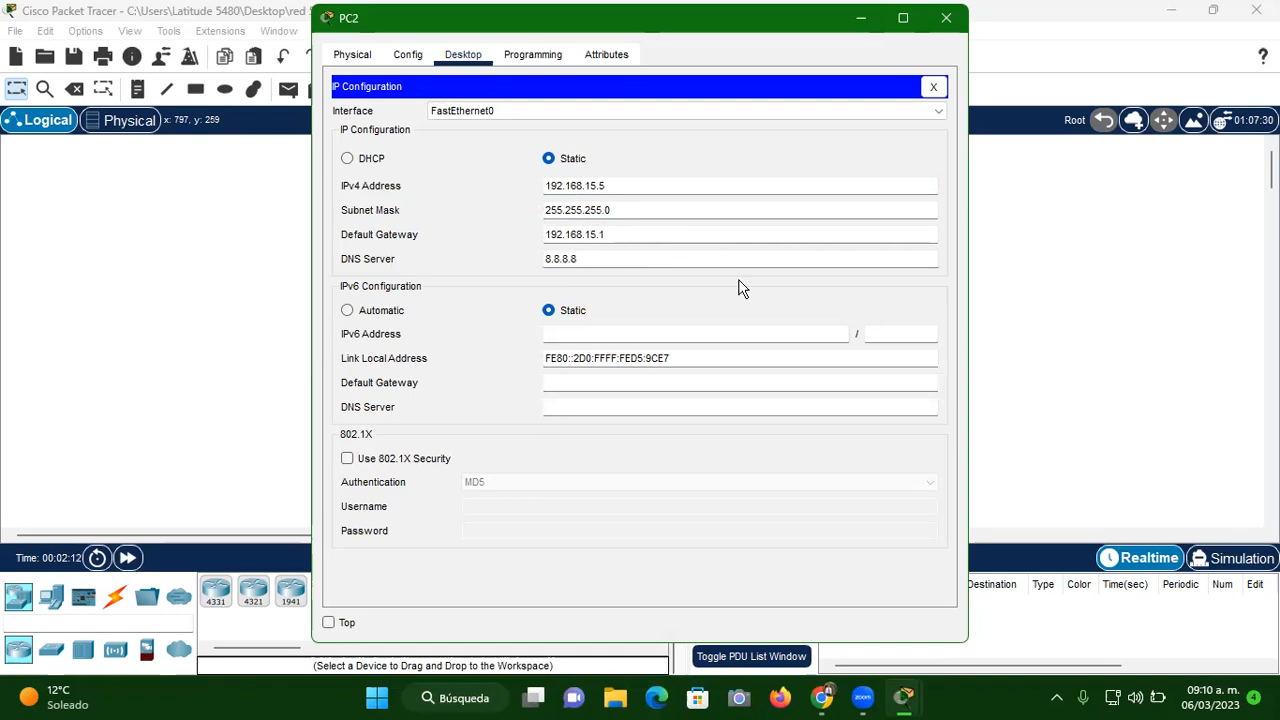 Cisco Packet Tracer - C:\Users\Latitude 5480\Desktop\red
PC2
File Edit Options View Tools Extensions Window
Physical Config Desktop Programming Attributes
IP Configuration
X
Interface FastEthernet0
IP Configuration
Logical Physical x: 797, y: 259
Root 01:07:30
DHCP Static
IPv4 Address 192.168.15.5
Subnet Mask 255.255.255.0
Default Gateway 192.168.15.1
DNS Server 8.8.8.8
IPv6 Configuration
Automatic Static
IPv6 Address /
Link Local Address FE80::2D0:FFFF:FED5:9CE7
Default Gateway
DNS Server
802.1X
Use 802.1X Security
Authentication MD5
Username
Password
Time: 00:02:12
Realtime Simulation
Destination Type Color Time(sec) Periodic Num Edit
4331 4321 1941
Top
Toggle PDU List Window
(Select a Device to Drag and Drop to the Workspace)
12°C
Soleado
Búsqueda
zoom
09:10 a. m.
06/03/2023
4